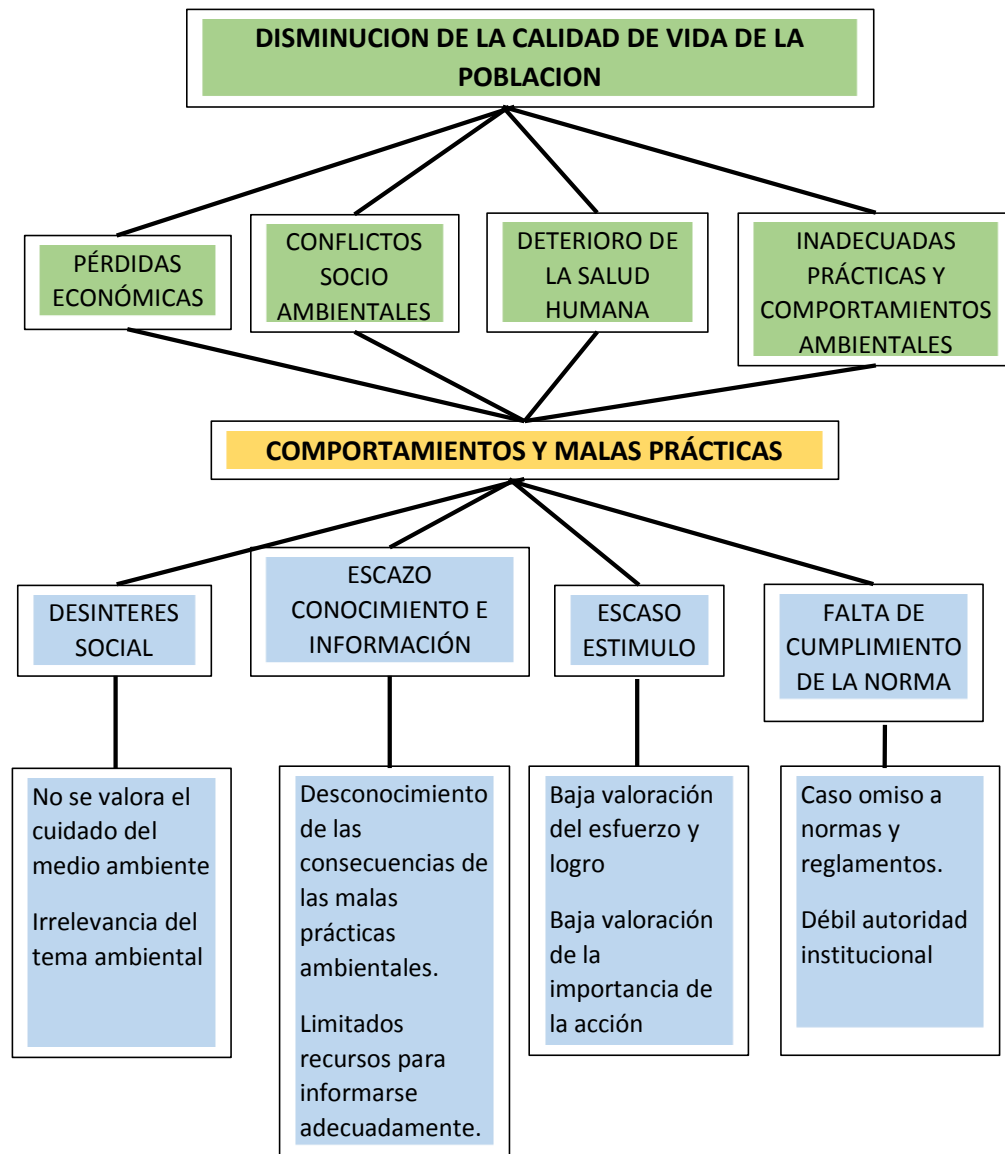 DISMINUCION DE LA CALIDAD DE VIDA DE LA
POBLACION
PÉRDIDAS
ECONÓMICAS
CONFLICTOS
SOCIO
AMBIENTALES
DETERIORO DE
LA SALUD
HUMANA
INADECUADAS
PRÁCTICAS Y
COMPORTAMIENTOS
AMBIENTALES
COMPORTAMIENTOS Y MALAS PRÁCTICAS
DESINTERES
SOCIAL
ESCAZO
CONOCIMIENTO E
INFORMACIÓN
ESCASO
ESTIMULO
FALTA DE
CUMPLIMIENTO
DE LA NORMA
No se valora el
cuidado del
medio ambiente
Irrelevancia del
tema ambiental
Desconocimiento
de las
consecuencias de
las malas
prácticas
ambientales.
Limitados
recursos para
informarse
adecuadamente.
Baja valoración
del esfuerzo y
logro
Baja valoración
de la
importancia de
la acción
Caso omiso a
normas y
reglamentos.
Débil autoridad
institucional